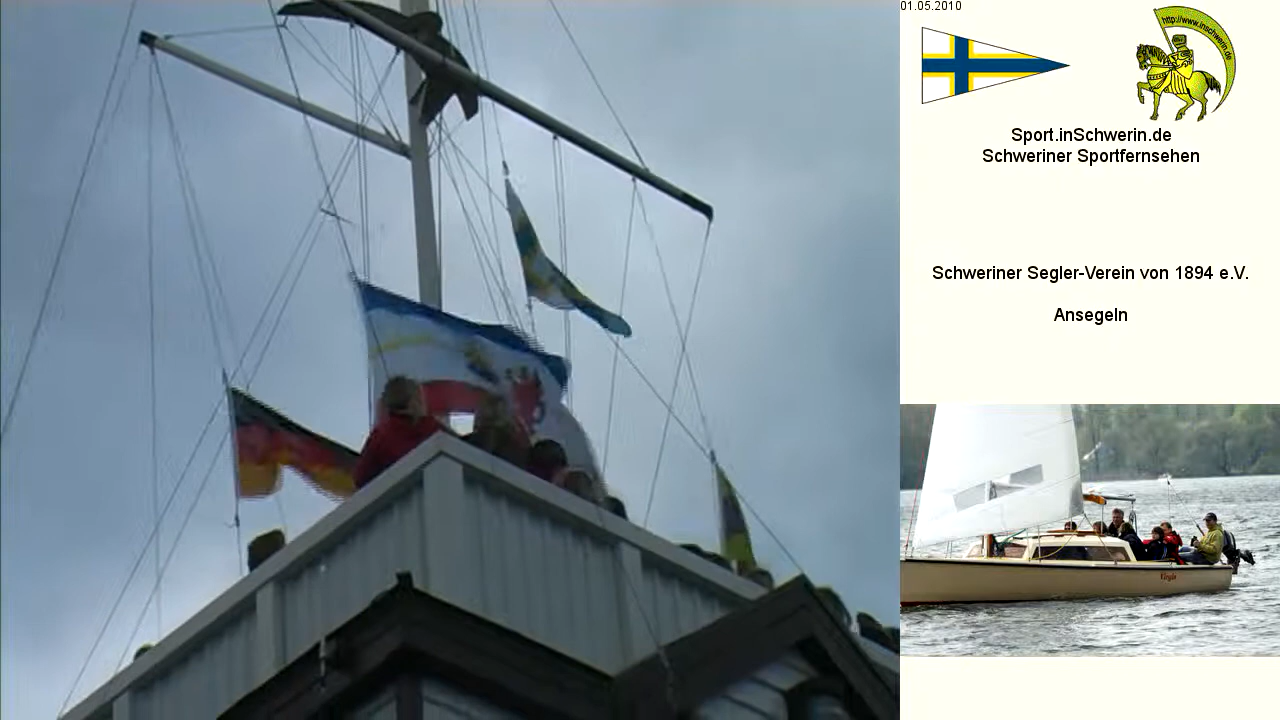 01.05.2010
http://www.inschwerin.de
Sport.inSchwerin.de
Schweriner Sportfernsehen
Schweriner Segler-Verein von 1894 e.V.
Ansegeln